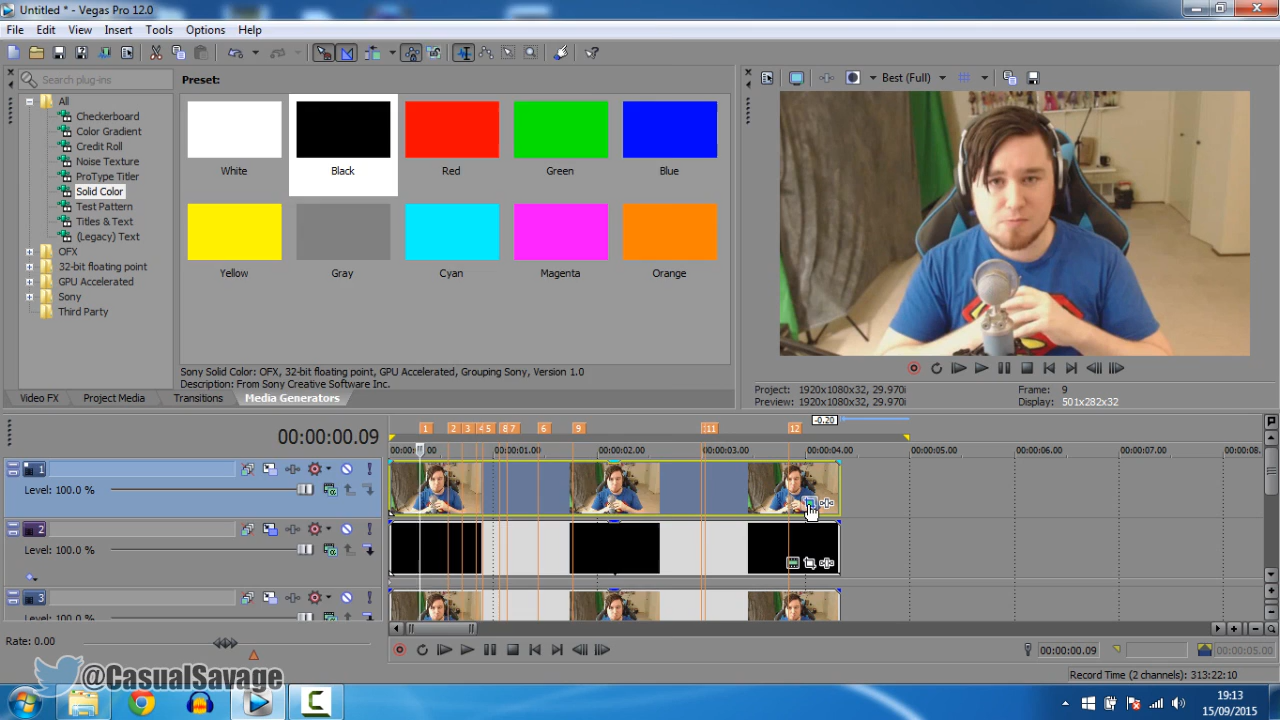 Untitled * - Vegas Pro 12.0
File Edit View Insert Tools Options Help
Search plug-ins
All
Checkerboard
Color Gradient
Credit Roll
Noise Texture
ProType Titler
Solid Color
Test Pattern
Titles & Text
(Legacy) Text
OFX
32-bit floating point
GPU Accelerated
Sony
Third Party
Preset:
White Black Red Green Blue
Yellow Gray Cyan Magenta Orange
Sony Solid Color: OFX, 32-bit floating point, GPU Accelerated, Grouping Sony, Version 1.0
Description: From Sony Creative Software Inc.
Video FX Project Media Transitions Media Generators
Best (Full)
Project: 1920x1080x32, 29.970i Frame: 9
Preview: 1920x1080x32, 29.970i Display: 501x282x32
-0.20
00:00:00.09
1 2 3 4 5 8 7 6 9 11 12
00:00:01.00 00:00:02.00 00:00:03.00 00:00:04.00 00:00:05.00 00:00:06.00 00:00:07.00
1
Level: 100.0 %
2
Level: 100.0 %
3
Level: 100.0 %
Rate: 0.00
00:00:00.09 00:00:05.00
Record Time (2 channels): 313:22:10
@CasualSavage
19:13
15/09/2015